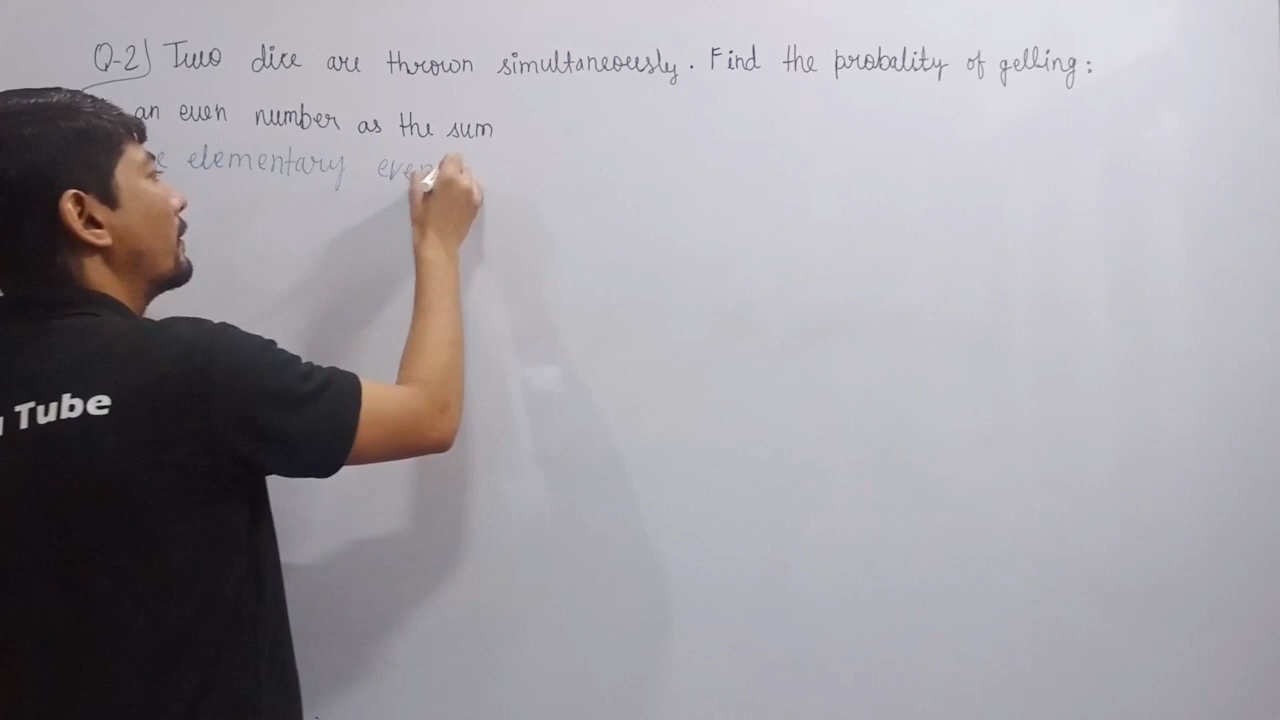 Q-2) Two dice are thrown simultaneously. Find the probality of getting:
an even number as the sum
elementary even
Tube